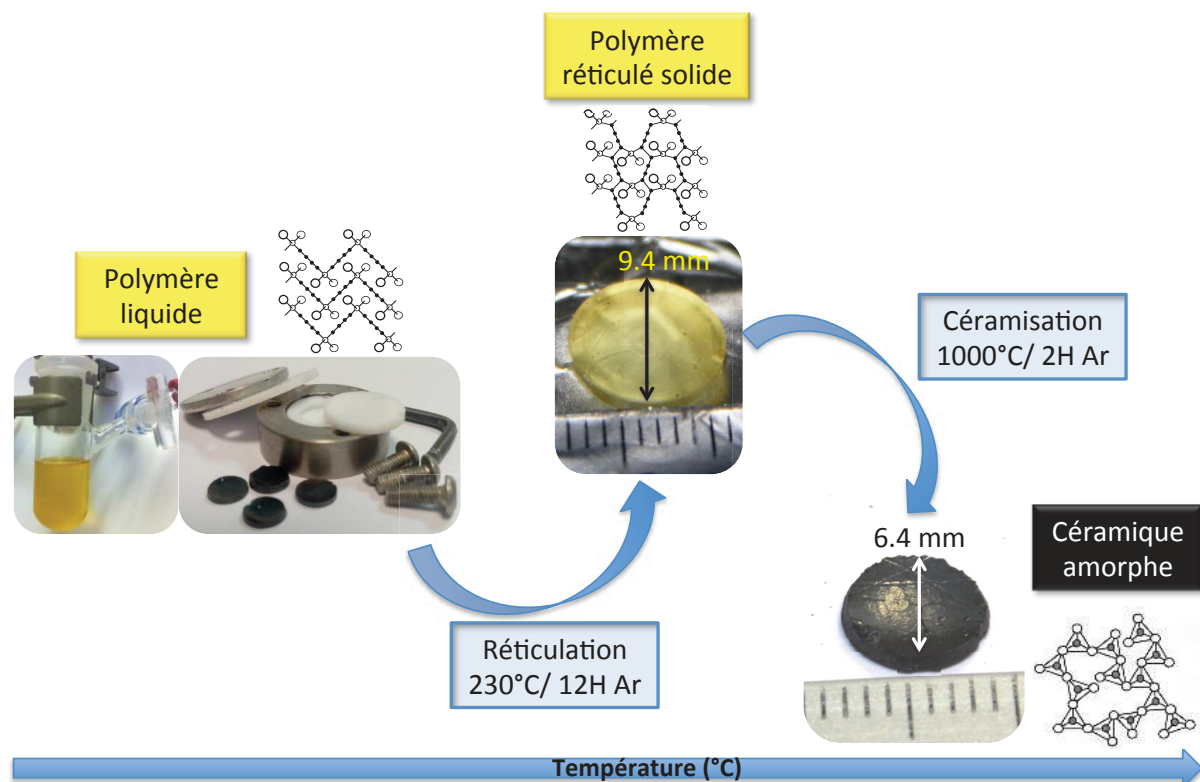 Polymère
réticulé solide
Polymère
liquide
9.4 mm
Céramisation
1000°C/ 2H Ar
6.4 mm
Céramique
amorphe
Réticulation
230°C/ 12H Ar
Température (°C)